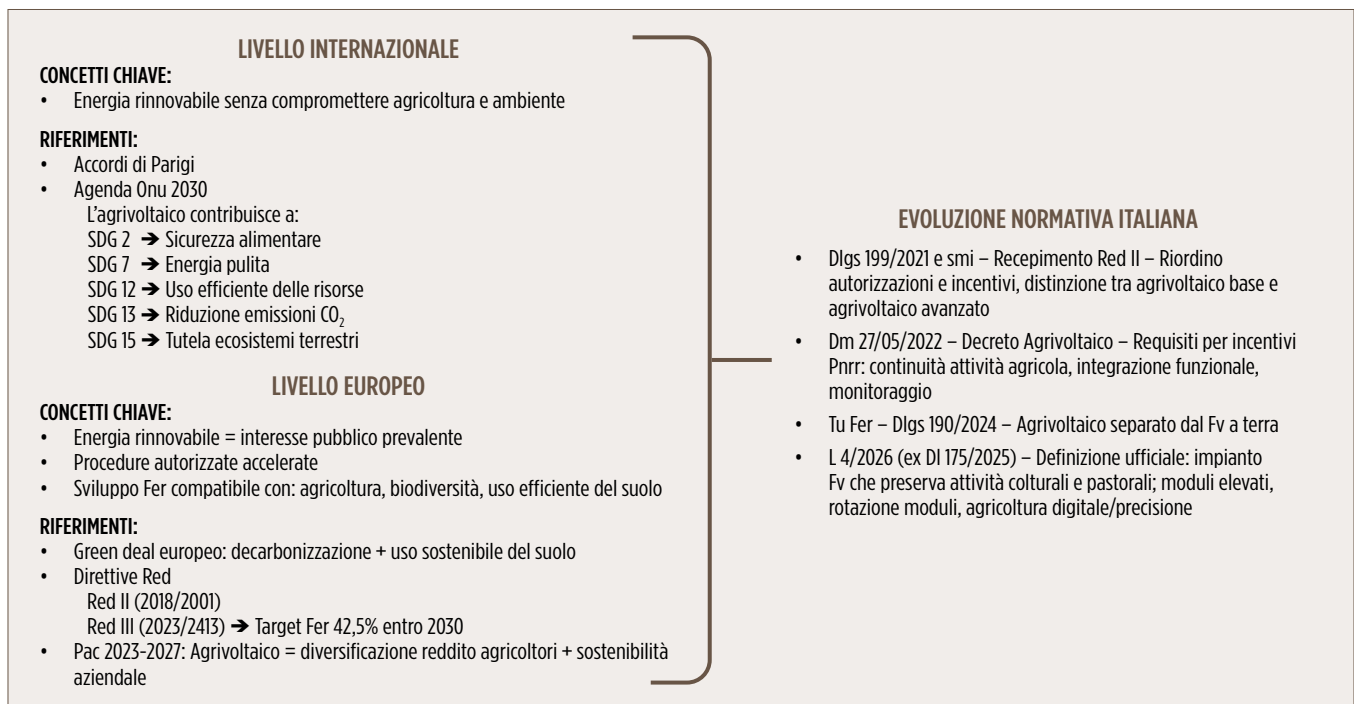 LIVELLO INTERNAZIONALE
CONCETTI CHIAVE:
• Energia rinnovabile senza compromettere agricoltura e ambiente
RIFERIMENTI:
• Accordi di Parigi
• Agenda Onu 2030
L'agrivoltaico contribuisce a:
SDG 2 ➔ Sicurezza alimentare
SDG 7 ➔ Energia pulita
SDG 12 ➔ Uso efficiente delle risorse
SDG 13 ➔ Riduzione emissioni CO₂
SDG 15 ➔ Tutela ecosistemi terrestri
LIVELLO EUROPEO
CONCETTI CHIAVE:
• Energia rinnovabile = interesse pubblico prevalente
• Procedure autorizzate accelerate
• Sviluppo Fer compatibile con: agricoltura, biodiversità, uso efficiente del suolo
RIFERIMENTI:
• Green deal europeo: decarbonizzazione + uso sostenibile del suolo
• Direttive Red
Red II (2018/2001)
Red III (2023/2413) ➔ Target Fer 42,5% entro 2030
• Pac 2023-2027: Agrivoltaico = diversificazione reddito agricoltori + sostenibilità
aziendale
EVOLUZIONE NORMATIVA ITALIANA
• Dlgs 199/2021 e smi – Recepimento Red II – Riordino
autorizzazioni e incentivi, distinzione tra agrivoltaico base e
agrivoltaico avanzato
• Dm 27/05/2022 – Decreto Agrivoltaico – Requisiti per incentivi
Pnrr: continuità attività agricola, integrazione funzionale,
monitoraggio
• Tu Fer – Dlgs 190/2024 – Agrivoltaico separato dal Fv a terra
• L 4/2026 (ex Dl 175/2025) – Definizione ufficiale: impianto
Fv che preserva attività colturali e pastorali; moduli elevati,
rotazione moduli, agricoltura digitale/precisione